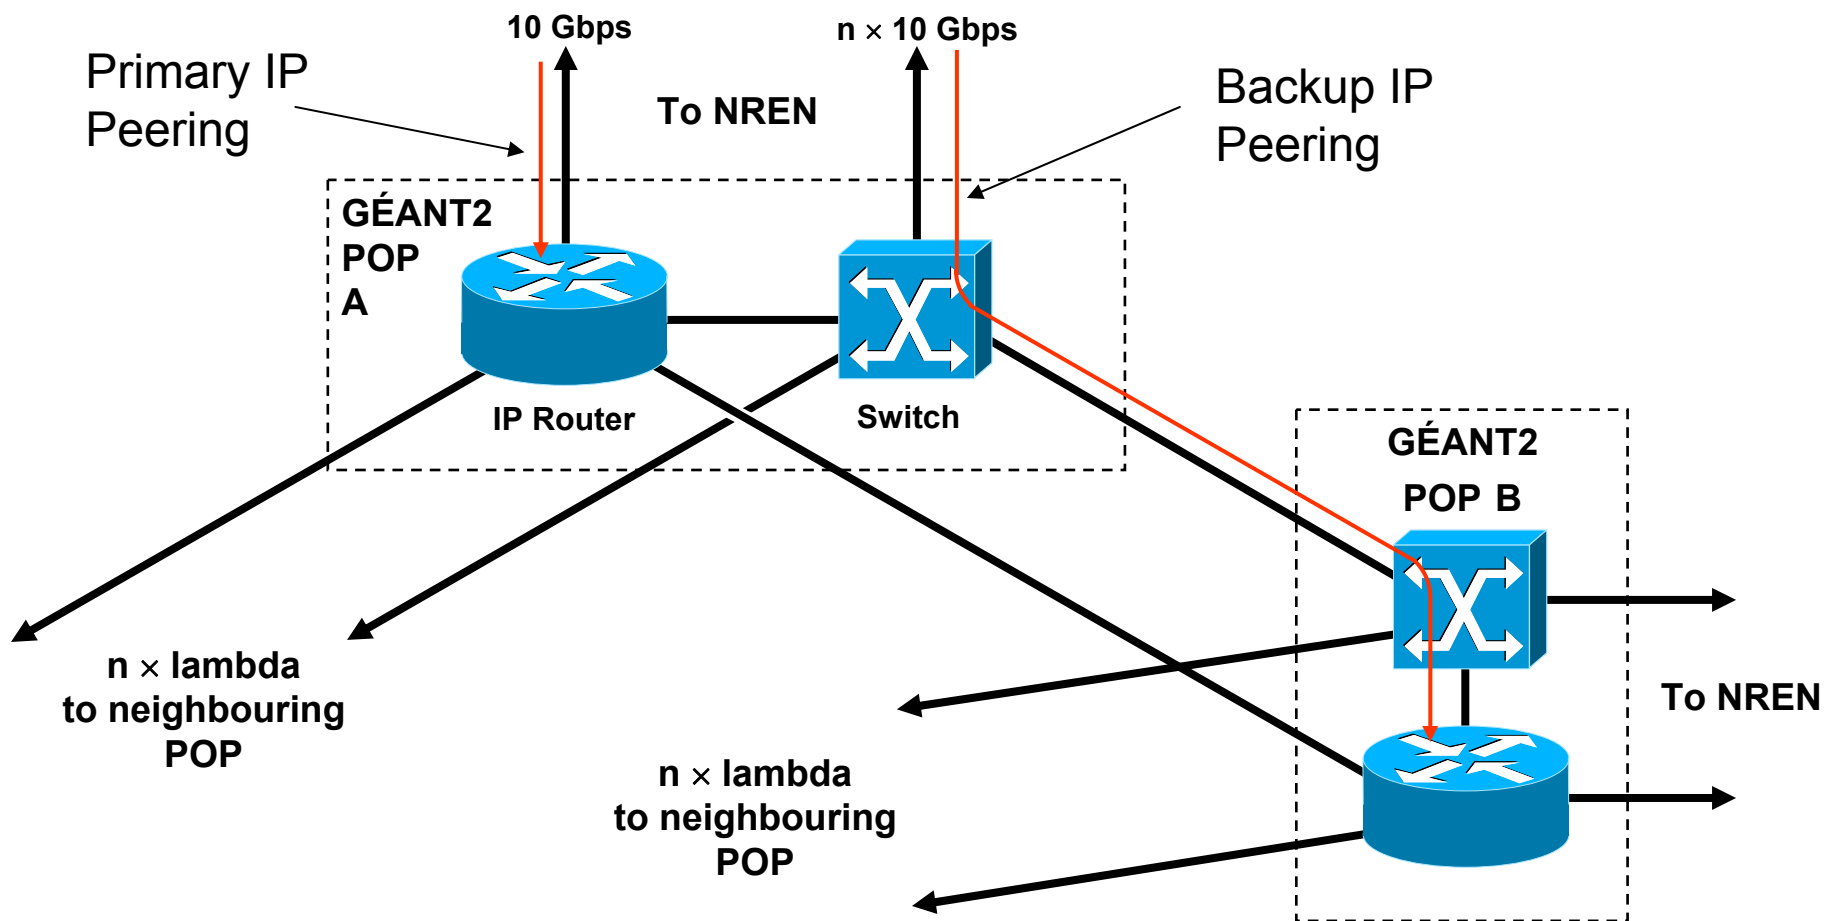 10 Gbps
n × 10 Gbps
Primary IP
Peering
To NREN
Backup IP
Peering
GÉANT2
POP
A
IP Router
Switch
GÉANT2
POP B
n × lambda
to neighbouring
POP
To NREN
n × lambda
to neighbouring
POP